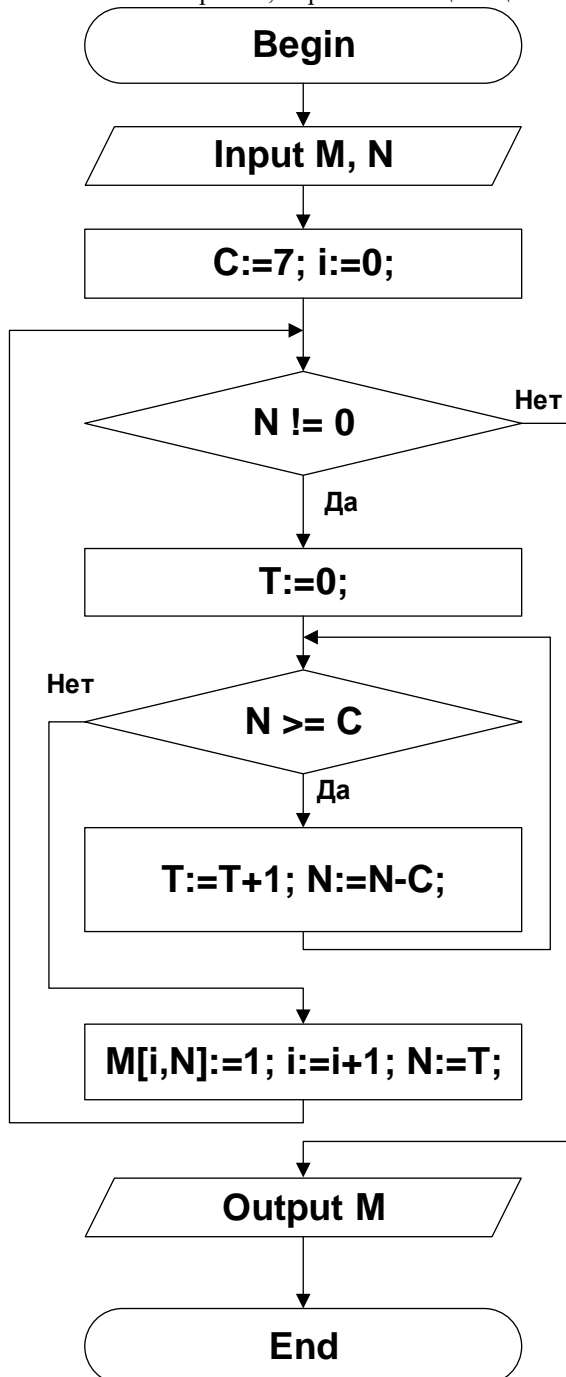 Begin
Input M, N
C:=7; i:=0;
N != 0
Нет
Да
T:=0;
Нет
N >= C
Да
T:=T+1; N:=N-C;
M[i,N]:=1; i:=i+1; N:=T;
Output M
End